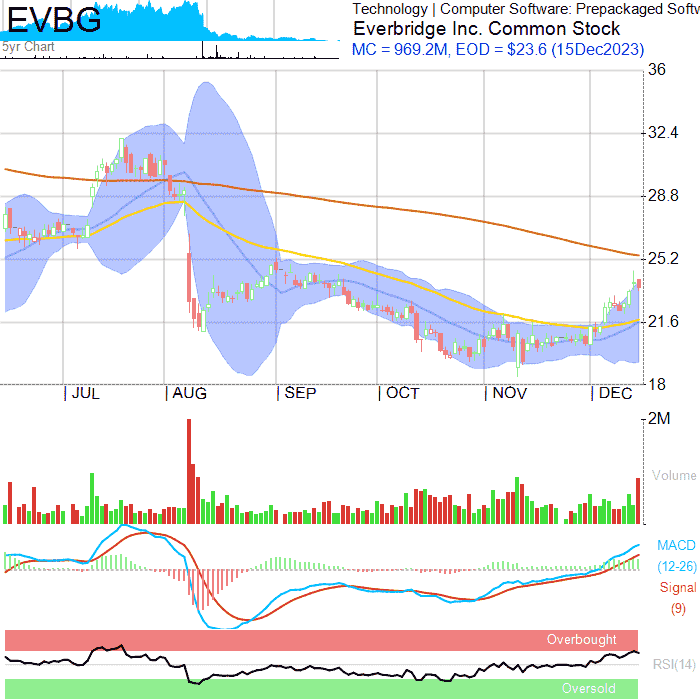 EVBG
5yr Chart
Technology | Computer Software: Prepackaged Softw
Everbridge Inc. Common Stock
MC = 969.2M, EOD = $23.6 (15Dec2023)
36
32.4
28.8
25.2
21.6
18
JUL
AUG
SEP
OCT
NOV
DEC
2M
Volume
MACD
(12-26)
Signal
(9)
Overbought
RSI(14)
Oversold